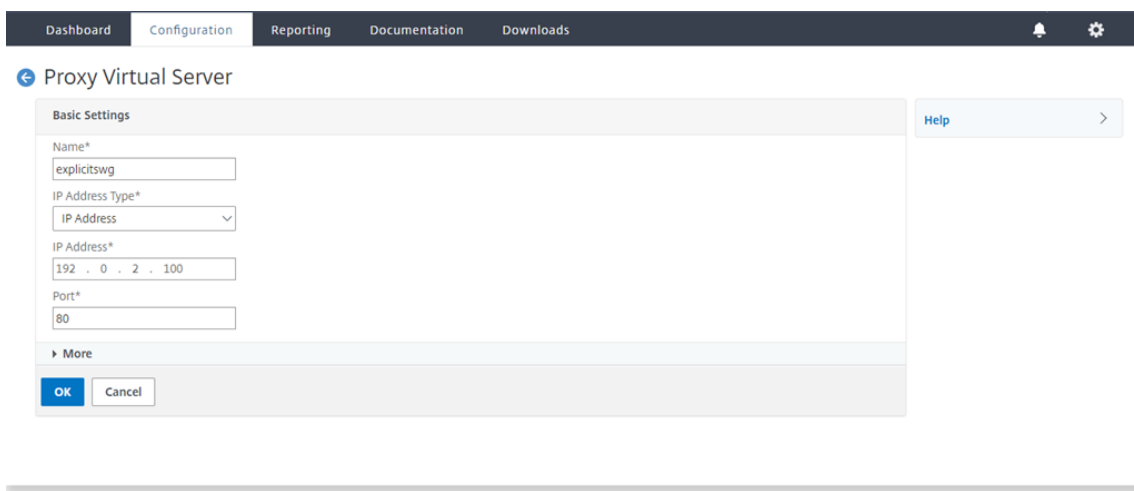 Dashboard Configuration Reporting Documentation Downloads
Proxy Virtual Server
Basic Settings
Help
Name*
explicitswg
IP Address Type*
IP Address
IP Address*
192 . 0 . 2 . 100
Port*
80
More
OK Cancel